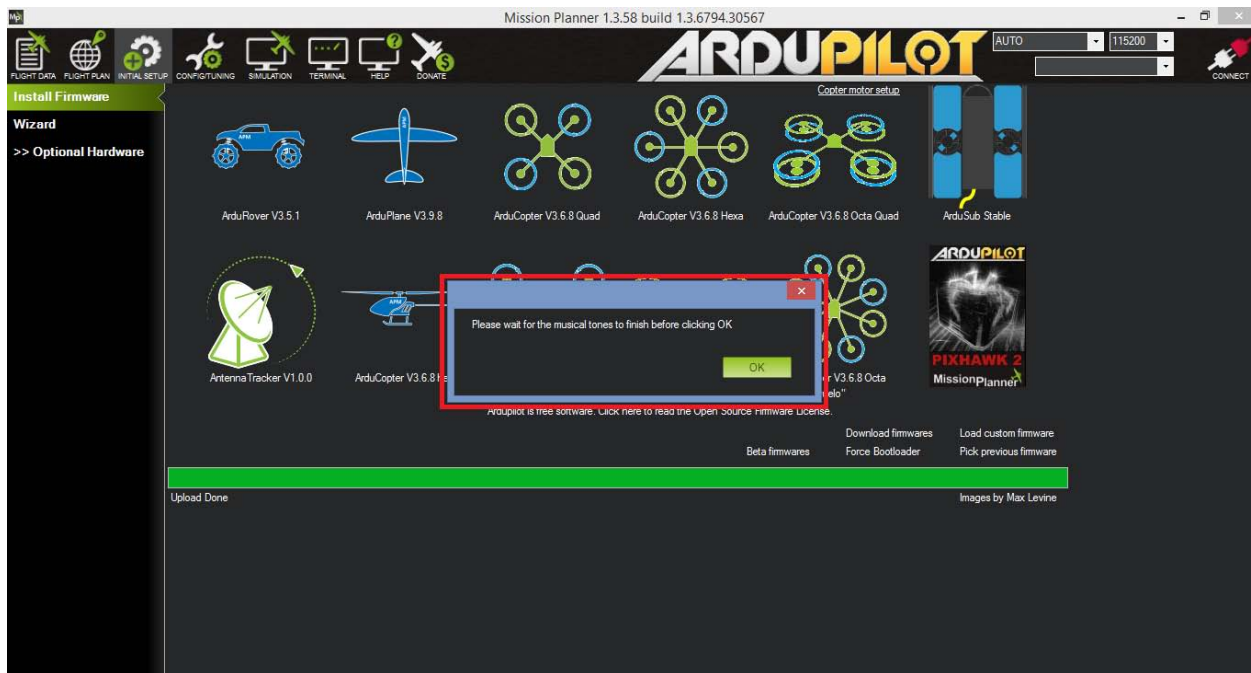 Mission Planner 1.3.58 build 1.3.6794.30567
FLIGHT DATA FLIGHT PLAN INITIAL SETUP CONFIG/TUNING SIMULATION TERMINAL HELP DONATE
ARDUPILOT
AUTO 115200
CONNECT
Install Firmware
Wizard
>> Optional Hardware
Copter motor setup
APM
ArduRover V3.5.1 ArduPlane V3.9.8 ArduCopter V3.6.8 Quad ArduCopter V3.6.8 Hexa ArduCopter V3.6.8 Octa Quad ArduSub Stable
ARDUPILOT
APM
PIXHAWK 2
MissionPlanner
Please wait for the musical tones to finish before clicking OK
OK
AntennaTracker V1.0.0 ArduCopter V3.6.8 V3.6.8 Octa
Ardupilot is free software. Click here to read the Open Source Firmware License.
Download firmwares Load custom firmware
Beta firmwares Force Bootloader Pick previous firmware
Upload Done Images by Max Levine